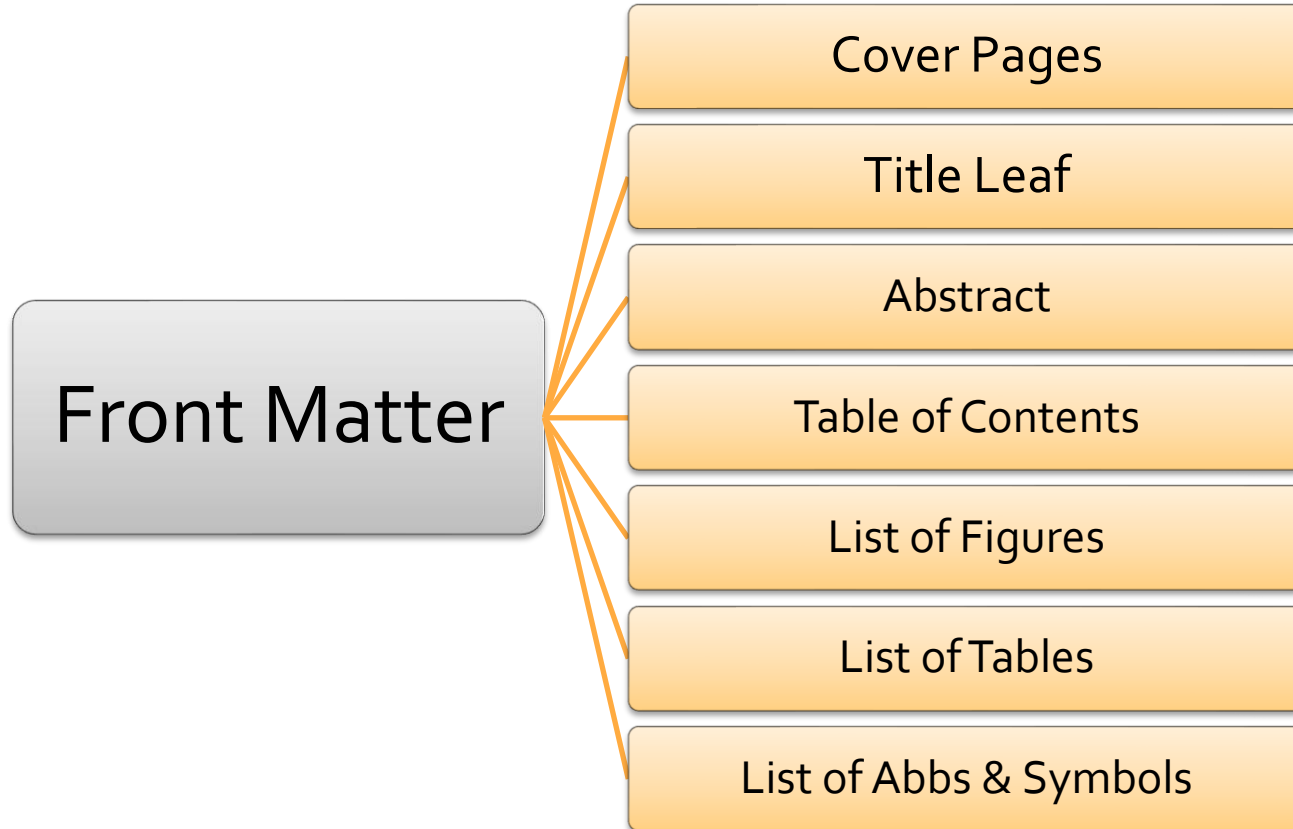 Front Matter
Cover Pages
Title Leaf
Abstract
Table of Contents
List of Figures
List of Tables
List of Abbs & Symbols